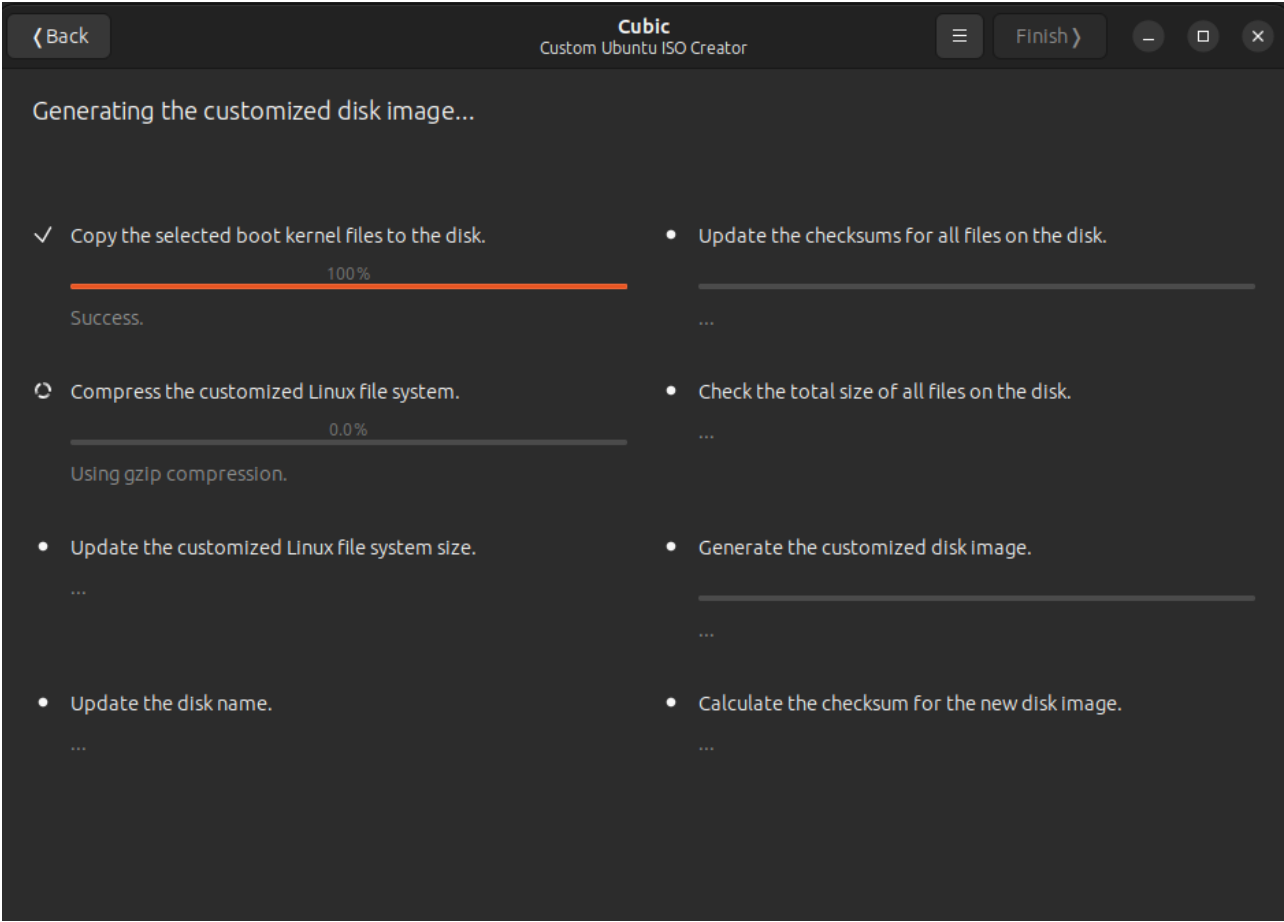 ❬Back
Cubic
Custom Ubuntu ISO Creator
Finish❭
Generating the customized disk image...
Copy the selected boot kernel files to the disk.
100%
Success.
Compress the customized Linux file system.
0.0%
Using gzip compression.
Update the customized Linux file system size.
...
Update the disk name.
...
Update the checksums for all files on the disk.
...
Check the total size of all files on the disk.
...
Generate the customized disk image.
...
Calculate the checksum for the new disk image.
...